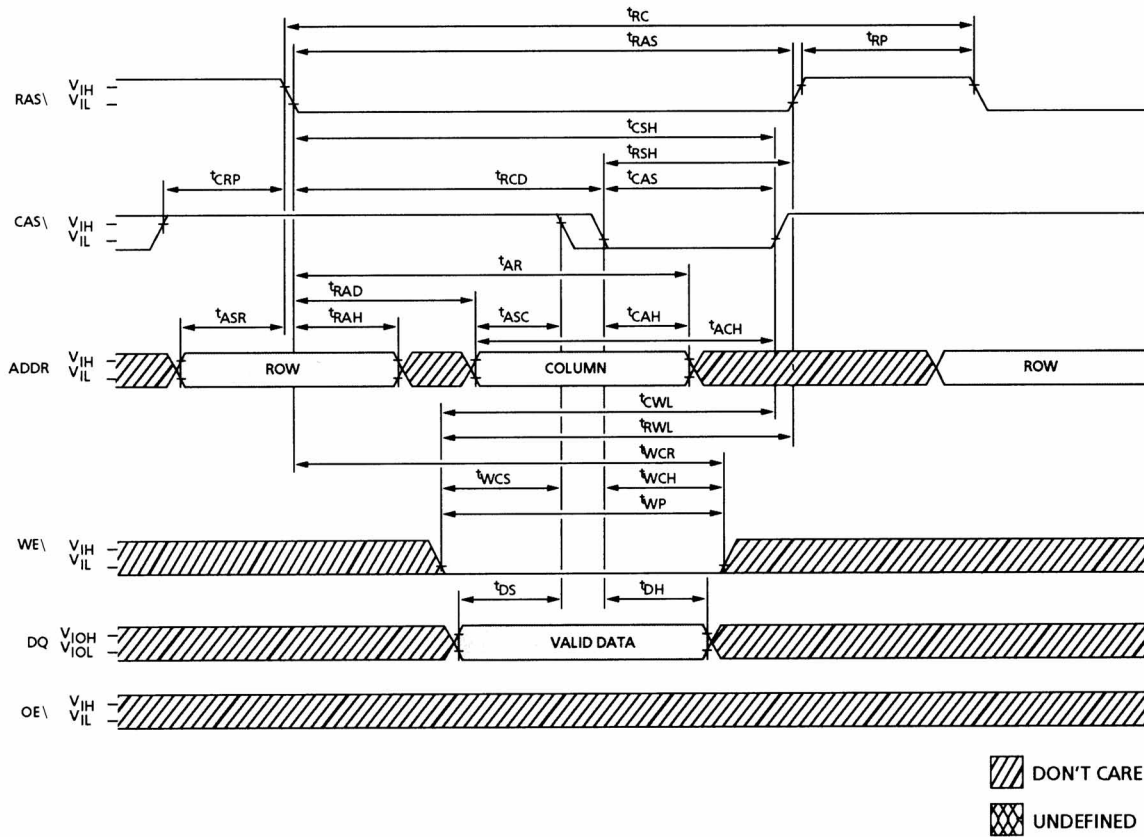 tRC
tRAS
tRP
RAS\ VIH
VIL
tCSH
tRSH
tCRP tRCD tCAS
CAS\ VIH
VIL
tAR
tRAD
tASR tRAH tASC tCAH
tACH
ADDR VIH
VIL
ROW COLUMN ROW
tCWL
tRWL
tWCR
tWCS tWCH
tWP
WE\ VIH
VIL
tDS tDH
DQ VIOH
VIOL
VALID DATA
OE\ VIH
VIL
DON'T CARE
UNDEFINED